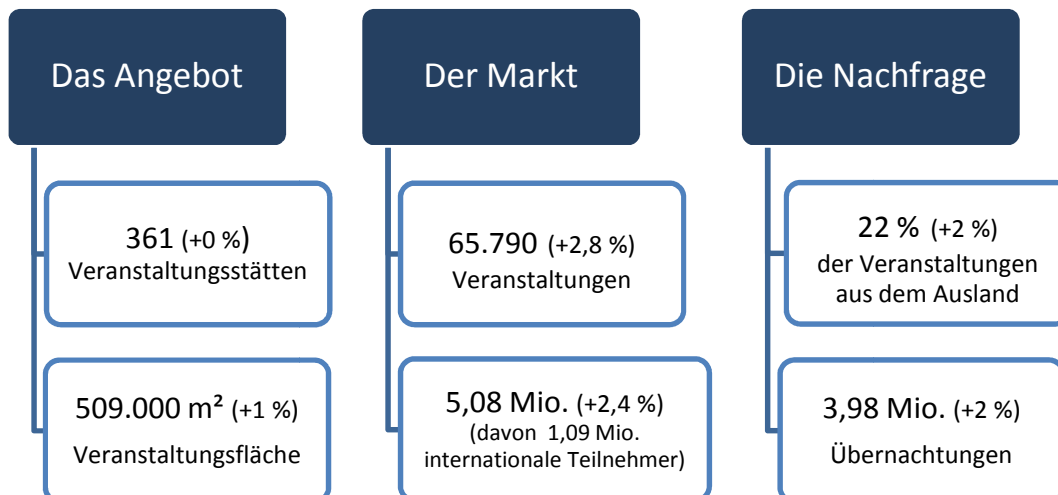 Das Angebot
361 (+0 %)
Veranstaltungsstätten
509.000 m² (+1 %)
Veranstaltungsfläche
Der Markt
65.790 (+2,8 %)
Veranstaltungen
5,08 Mio. (+2,4 %)
(davon 1,09 Mio.
internationale Teilnehmer)
Die Nachfrage
22 % (+2 %)
der Veranstaltungen
aus dem Ausland
3,98 Mio. (+2 %)
Übernachtungen